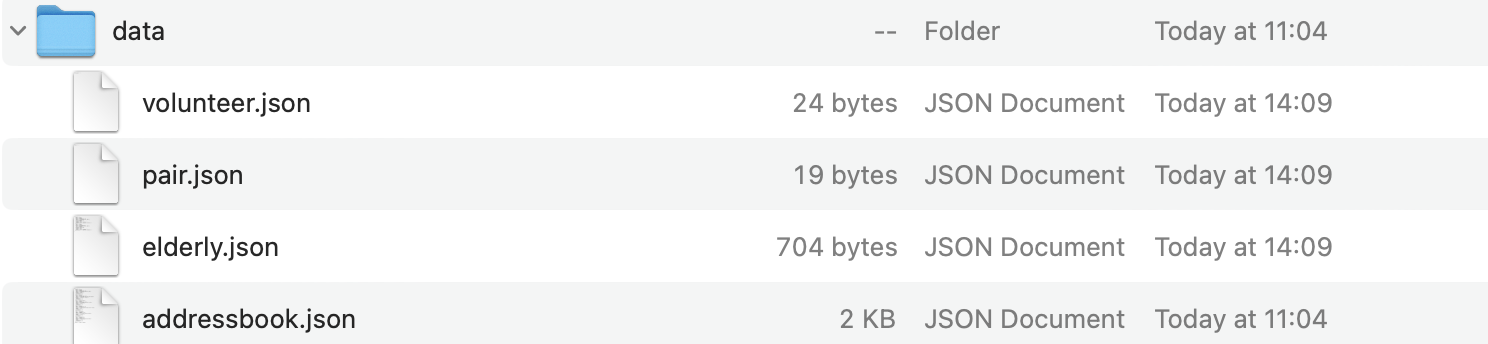 data -- Folder Today at 11:04
volunteer.json 24 bytes JSON Document Today at 14:09
pair.json 19 bytes JSON Document Today at 14:09
elderly.json 704 bytes JSON Document Today at 14:09
addressbook.json 2 KB JSON Document Today at 11:04